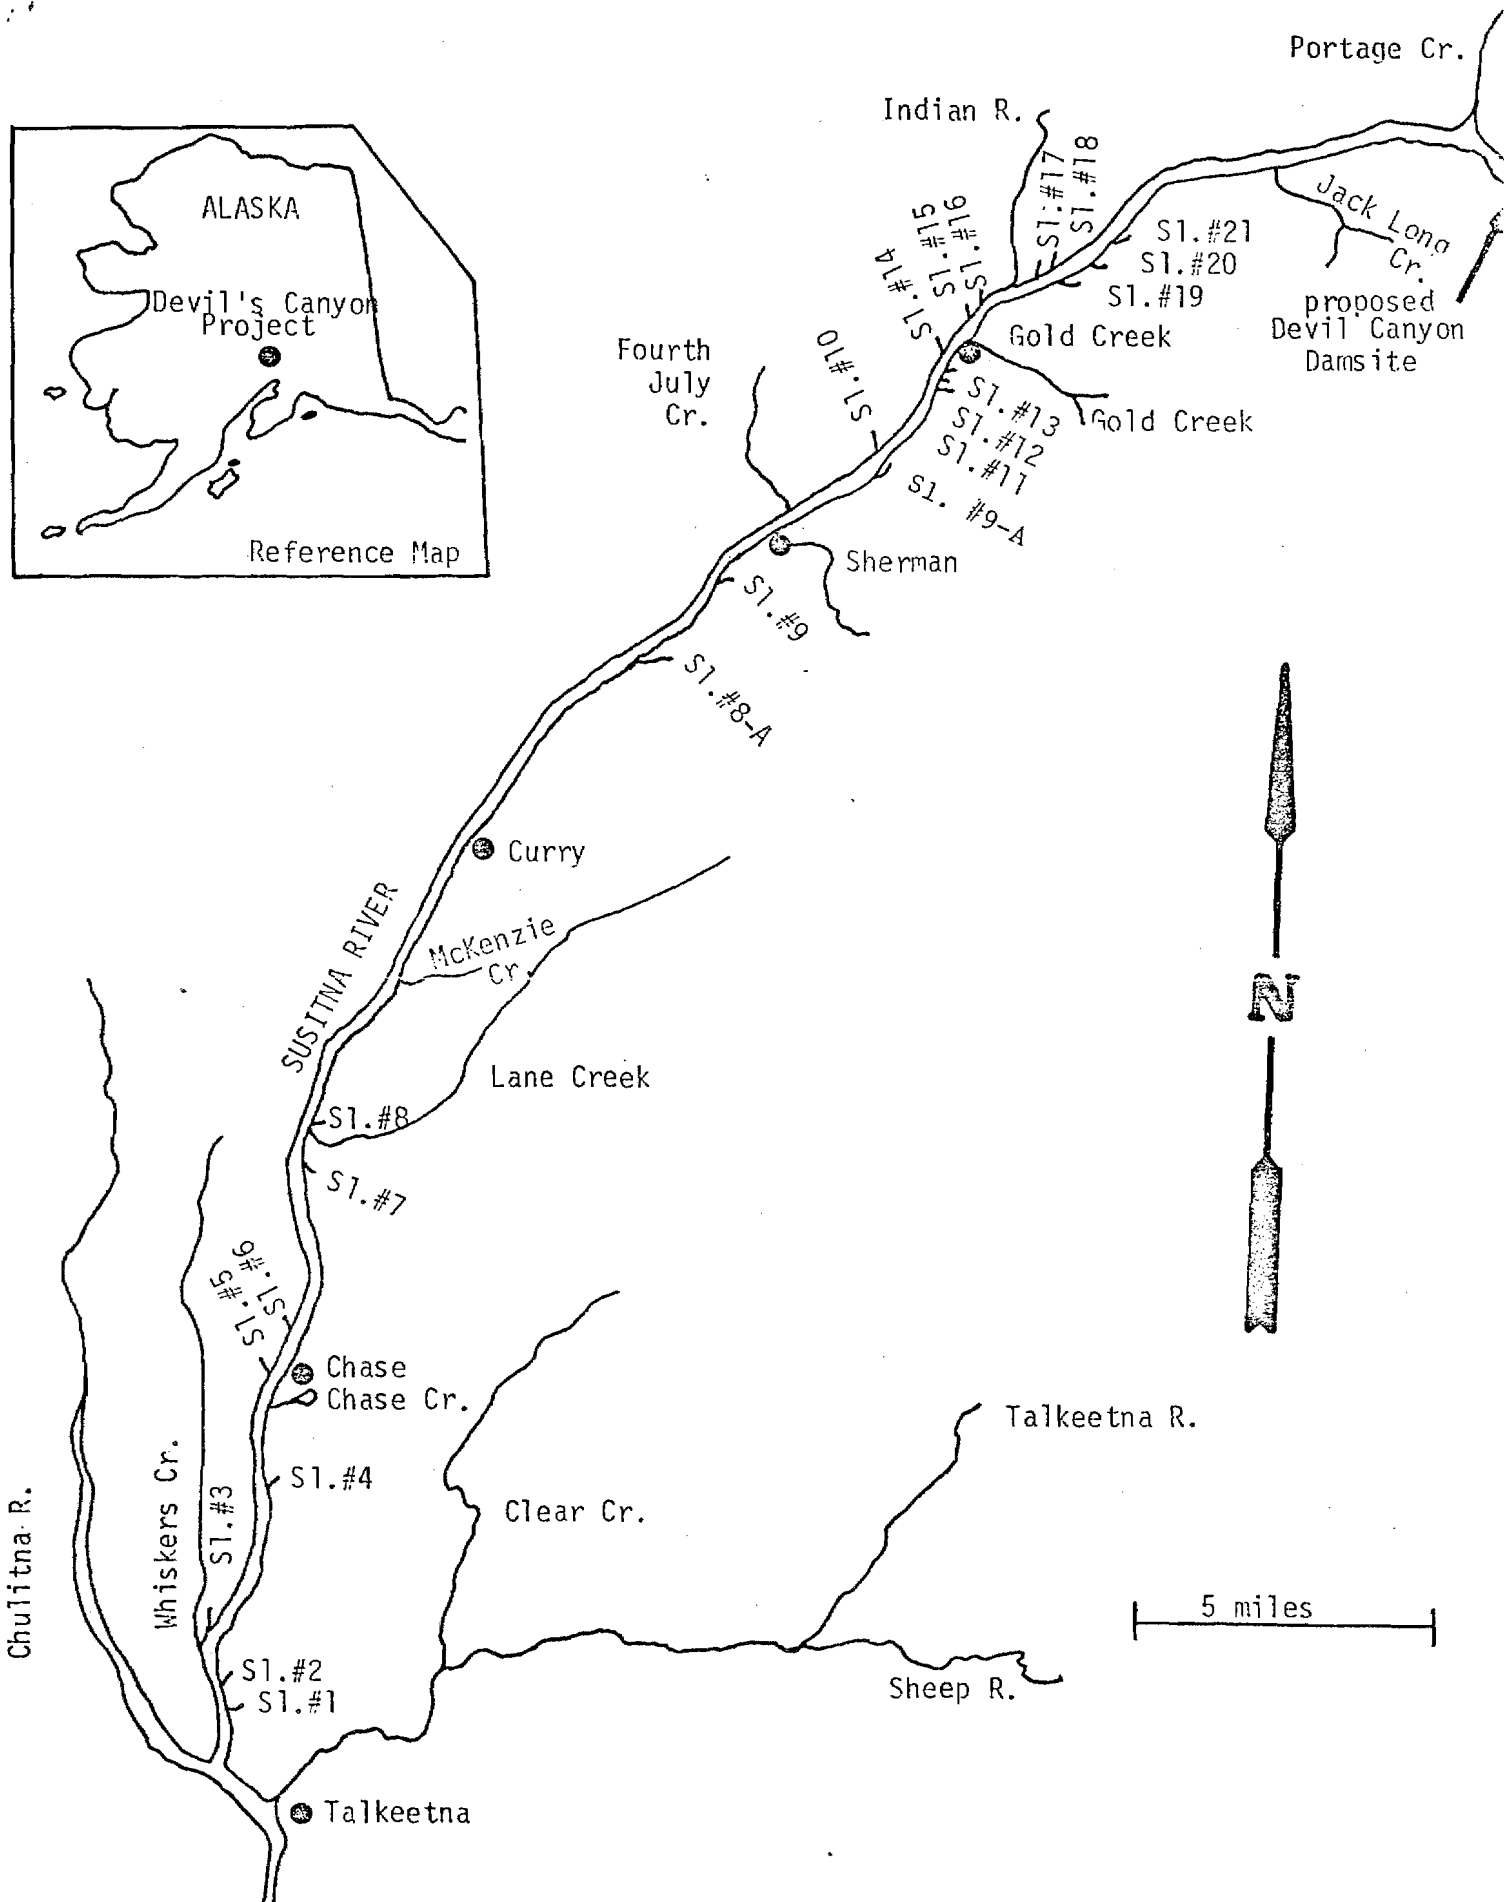 Portage Cr.
Indian R.
Sl.#17
Sl.#18
ALASKA
Devil's Canyon
Project
Reference Map
Sl.#14
Sl.#15
Sl.#16
Jack Long
Cr.
Sl.#21
Sl.#20
Sl.#19
proposed
Devil Canyon
Damsite
Gold Creek
Fourth
July
Cr.
Sl.#10
Sl.#13
Sl.#12
Sl.#11
Gold Creek
Sl. #9-A
Sherman
Sl.#9
Sl.#8-A
Curry
SUSITNA RIVER
McKenzie
Cr.
N
Lane Creek
Sl.#8
Sl.#7
Sl.#6
Sl.#5
Chase
Chase Cr.
Talkeetna R.
Sl.#4
Clear Cr.
Chulitna R.
Whiskers Cr.
Sl.#3
5 miles
Sl.#2
Sl.#1
Sheep R.
Talkeetna